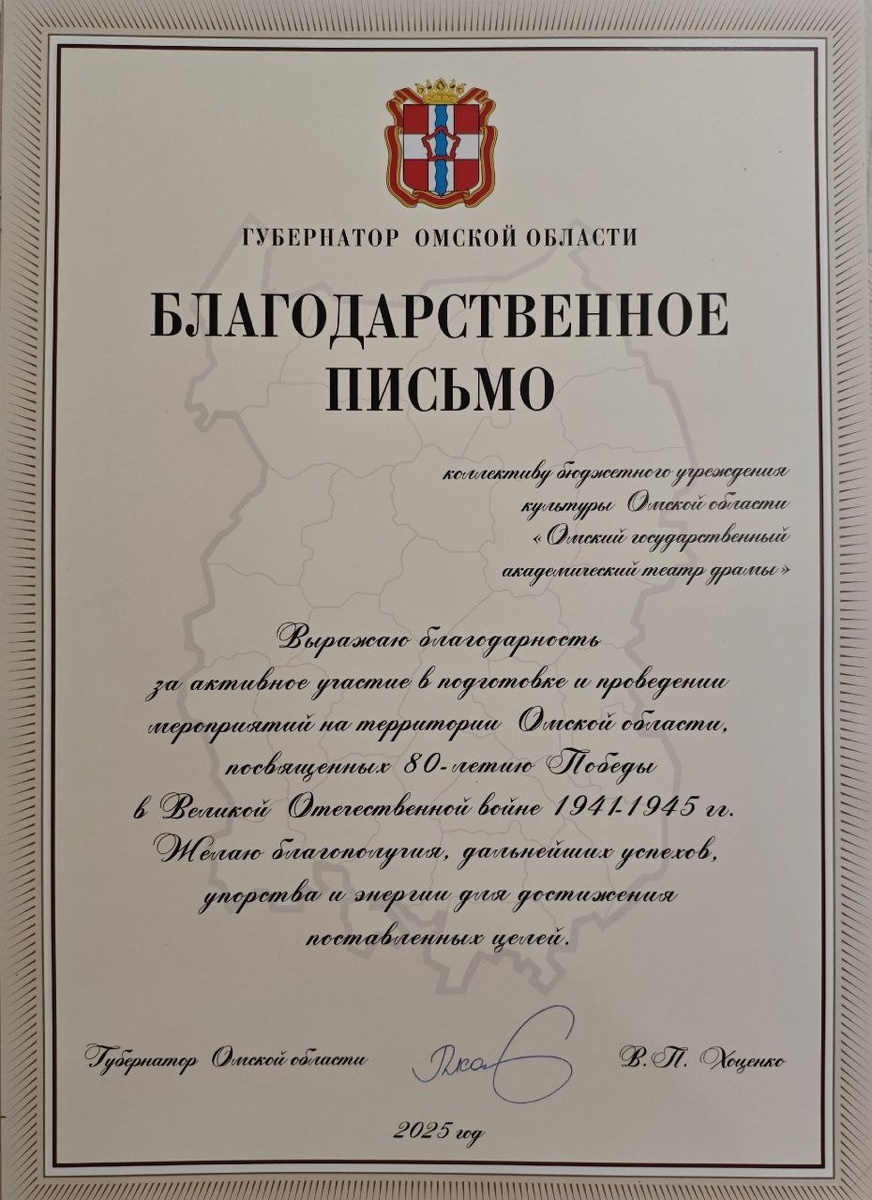 ГУБЕРНАТОР ОМСКОЙ ОБЛАСТИ
БЛАГОДАРСТВЕННОЕ
ПИСЬМО
коллективу бюджетного учреждения
культуры Омской области
«Омский государственный
академический театр драмы»
Выражаю благодарность
за активное участие в подготовке и проведении
мероприятий на территории Омской области,
посвященных 80-летию Победы
в Великой Отечественной войне 1941-1945 гг.
Желаю благополучия, дальнейших успехов,
упорства и энергии для достижения
поставленных целей.
Губернатор Омской области
В.П. Хоценко
2025 год